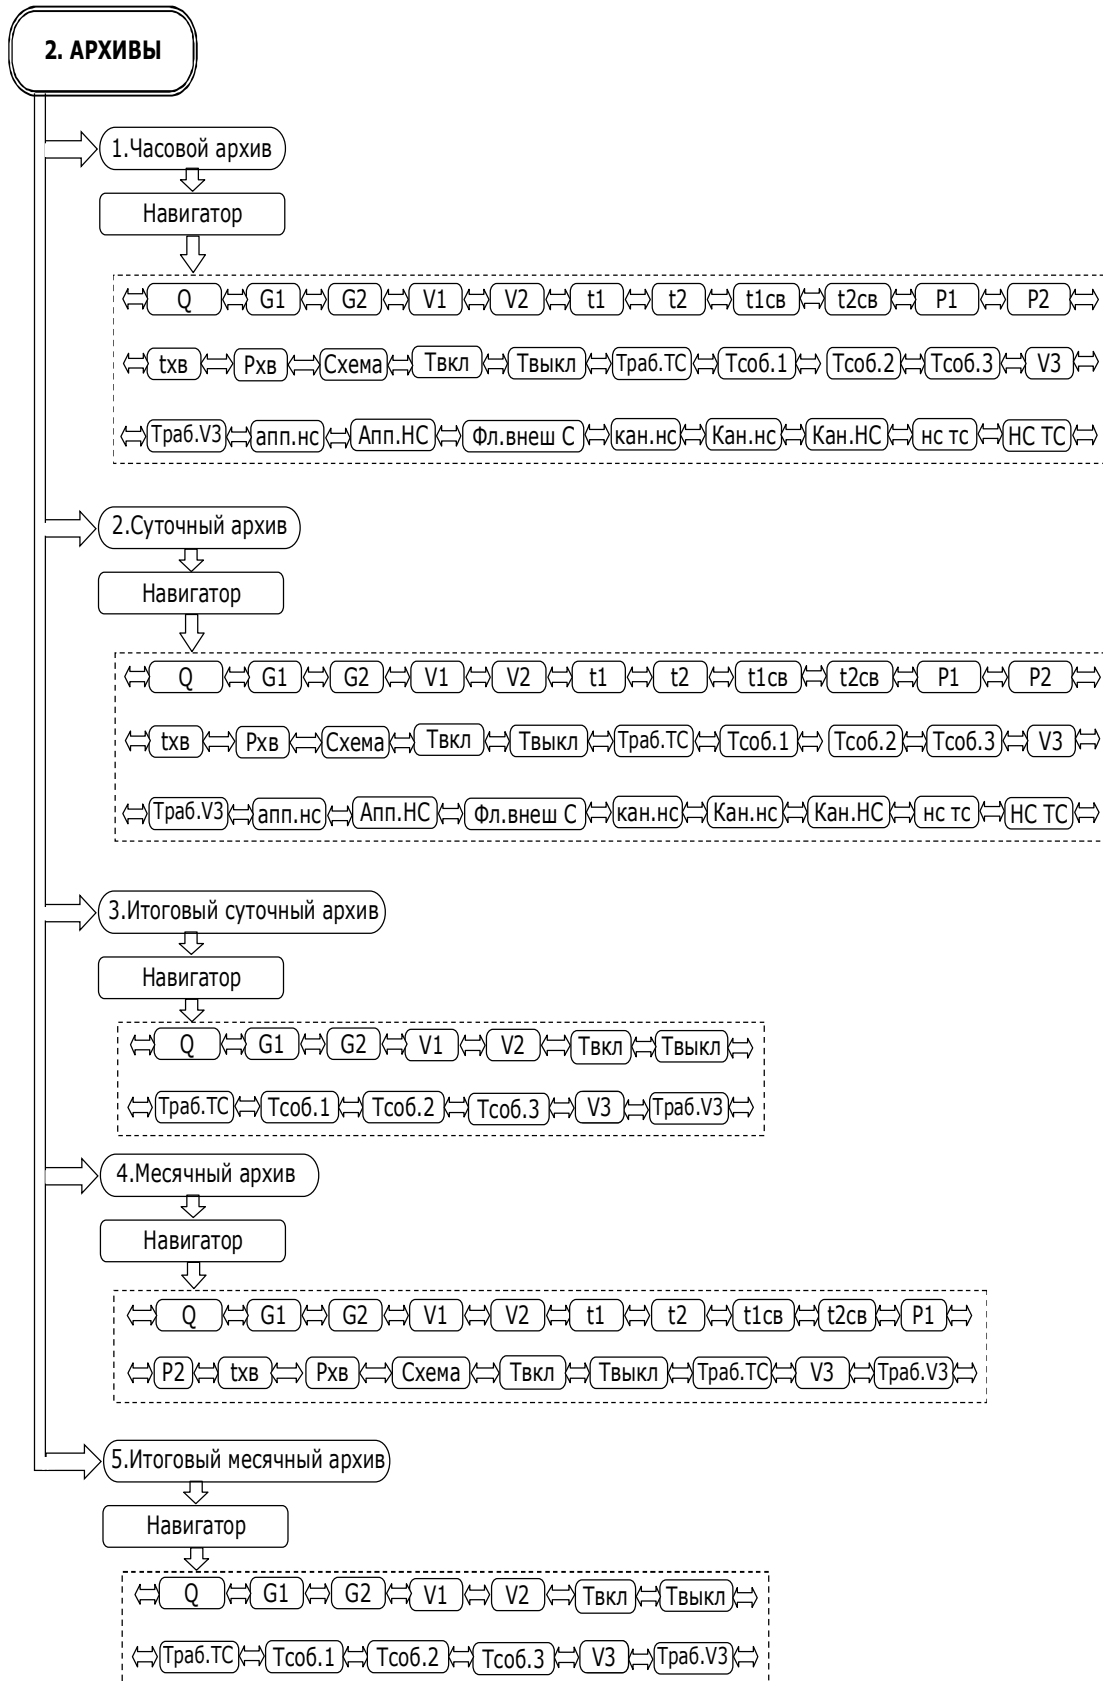 2. АРХИВЫ
1.Часовой архив
Навигатор
Q G1 G2 V1 V2 t1 t2 t1св t2св P1 P2
tхв Pхв Схема Твкл Твыкл Траб.ТС Тсоб.1 Тсоб.2 Тсоб.3 V3
Траб.V3 апп.нс Апп.НС Фл.внеш С кан.нс Кан.нс Кан.НС нс тс НС ТС
2.Суточный архив
Навигатор
Q G1 G2 V1 V2 t1 t2 t1св t2св P1 P2
tхв Pхв Схема Твкл Твыкл Траб.ТС Тсоб.1 Тсоб.2 Тсоб.3 V3
Траб.V3 апп.нс Апп.НС Фл.внеш С кан.нс Кан.нс Кан.НС нс тс НС ТС
3.Итоговый суточный архив
Навигатор
Q G1 G2 V1 V2 Твкл Твыкл
Траб.ТС Тсоб.1 Тсоб.2 Тсоб.3 V3 Траб.V3
4.Месячный архив
Навигатор
Q G1 G2 V1 V2 t1 t2 t1св t2св P1
P2 tхв Pхв Схема Твкл Твыкл Траб.ТС V3 Траб.V3
5.Итоговый месячный архив
Навигатор
Q G1 G2 V1 V2 Твкл Твыкл
Траб.ТС Тсоб.1 Тсоб.2 Тсоб.3 V3 Траб.V3